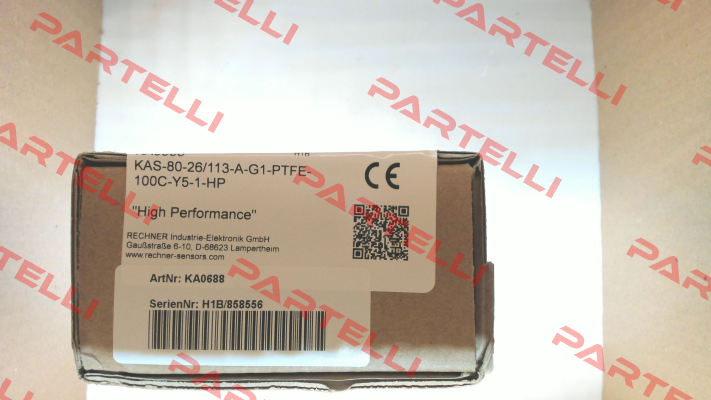 KAS-80-26/113-A-G1-PTFE-
100C-Y5-1-HP
CE
"High Performance"
RECHNER Industrie-Elektronik GmbH
Gaußstraße 6-10, D-68623 Lampertheim
www.rechner-sensors.com
ArtNr: KA0688
SerienNr: H1B/858556
PARTELLI
PARTELLI
PARTELLI
PARTELLI
PARTELLI
PARTELLI
PARTELLI